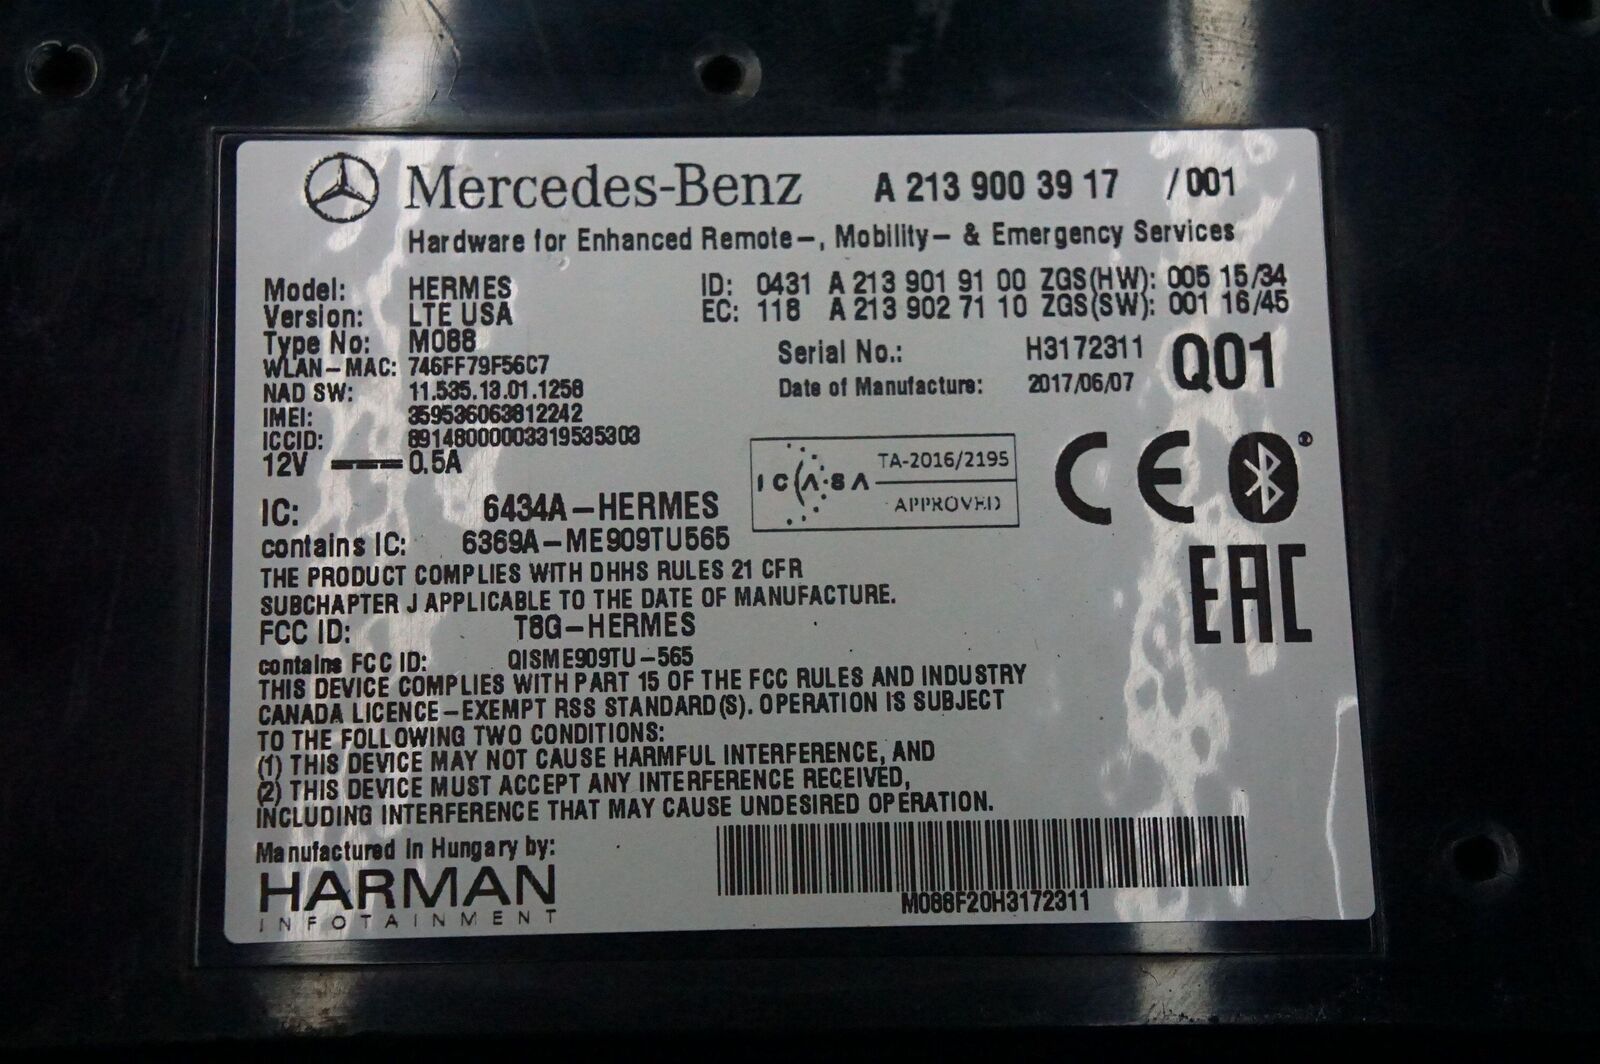 Mercedes-Benz A 213 900 39 17 /001
Hardware for Enhanced Remote-, Mobility- & Emergency Services
Model: HERMES ID: 0431 A 213 901 91 00 ZGS(HW): 005 15/34
Version: LTE USA EC: 118 A 213 902 71 10 ZGS(SW): 001 16/45
Type No: M088
WLAN-MAC: 746FF79F56C7 Serial No.: H3172311 Q01
NAD SW: 11.535.13.01.1258 Date of Manufacture: 2017/06/07
IMEI: 359536063812242
ICCID: 89148000003319535303
12V 0.5A
ICASA TA-2016/2195
APPROVED
CE
IC: 6434A-HERMES
contains IC: 6369A-ME909TU565
THE PRODUCT COMPLIES WITH DHHS RULES 21 CFR
SUBCHAPTER J APPLICABLE TO THE DATE OF MANUFACTURE.
EAC
FCC ID: T8G-HERMES
contains FCC ID: QISME909TU-565
THIS DEVICE COMPLIES WITH PART 15 OF THE FCC RULES AND INDUSTRY
CANADA LICENCE-EXEMPT RSS STANDARD(S). OPERATION IS SUBJECT
TO THE FOLLOWING TWO CONDITIONS:
(1) THIS DEVICE MAY NOT CAUSE HARMFUL INTERFERENCE, AND
(2) THIS DEVICE MUST ACCEPT ANY INTERFERENCE RECEIVED,
INCLUDING INTERFERENCE THAT MAY CAUSE UNDESIRED OPERATION.
Manufactured in Hungary by:
HARMAN
INFOTAINMENT
M088F20H3172311